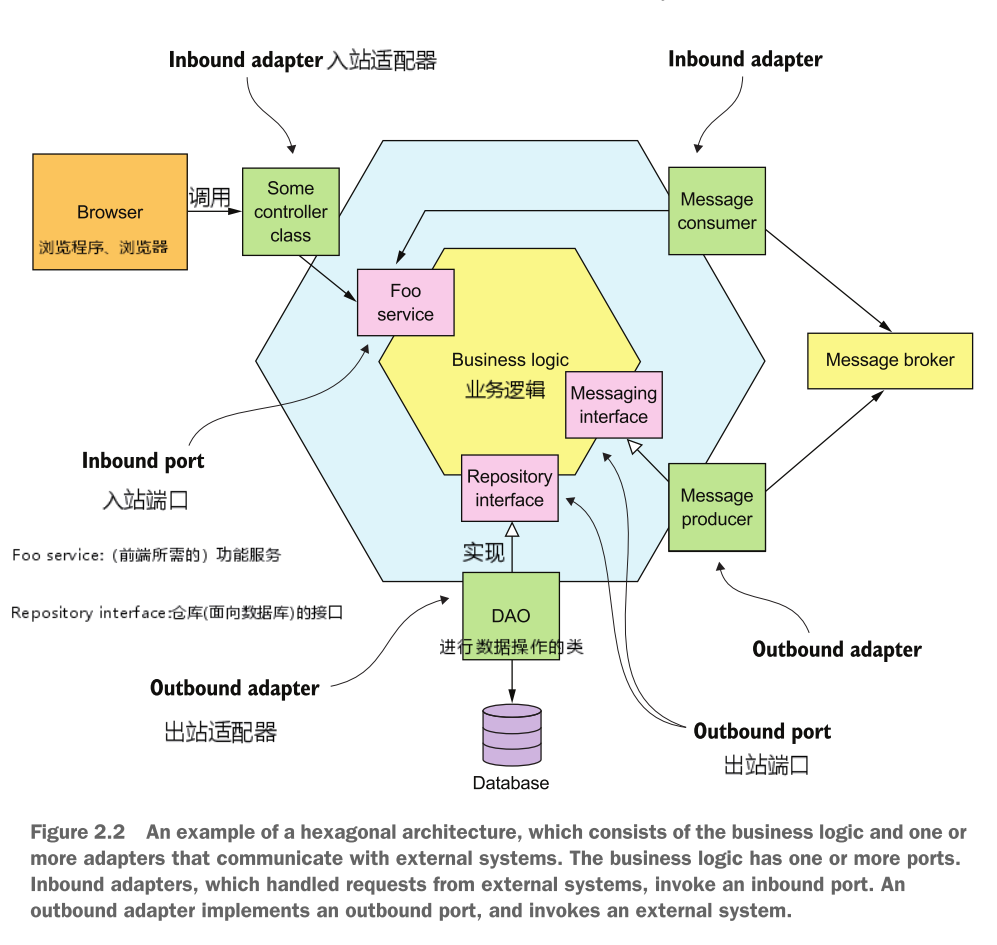 Inbound adapter 入站适配器
Inbound adapter
Browser
浏览程序、浏览器
调用
Some
controller
class
Message
consumer
Foo
service
Business logic
业务逻辑
Message broker
Messaging
interface
Inbound port
入站端口
Repository
interface
Message
producer
Foo service:（前端所需的）功能服务
实现
Repository interface:仓库(面向数据库)的接口
DAO
进行数据操作的类
Outbound adapter
Outbound adapter
出站适配器
Outbound port
出站端口
Database
Figure 2.2 An example of a hexagonal architecture, which consists of the business logic and one or
more adapters that communicate with external systems. The business logic has one or more ports.
Inbound adapters, which handled requests from external systems, invoke an inbound port. An
outbound adapter implements an outbound port, and invokes an external system.